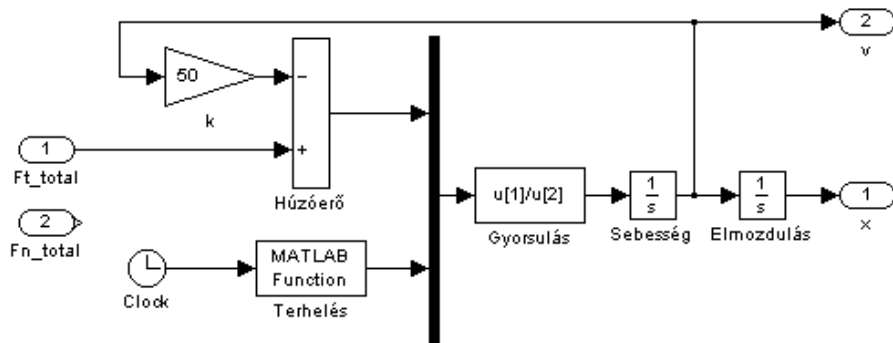 2
v
50
k
−
+
1
Ft_total
Húzóerő
2
Fn_total
u[1]/u[2]
Gyorsulás
1
s
Sebesség
1
s
Elmozdulás
1
x
Clock
MATLAB
Function
Terhelés